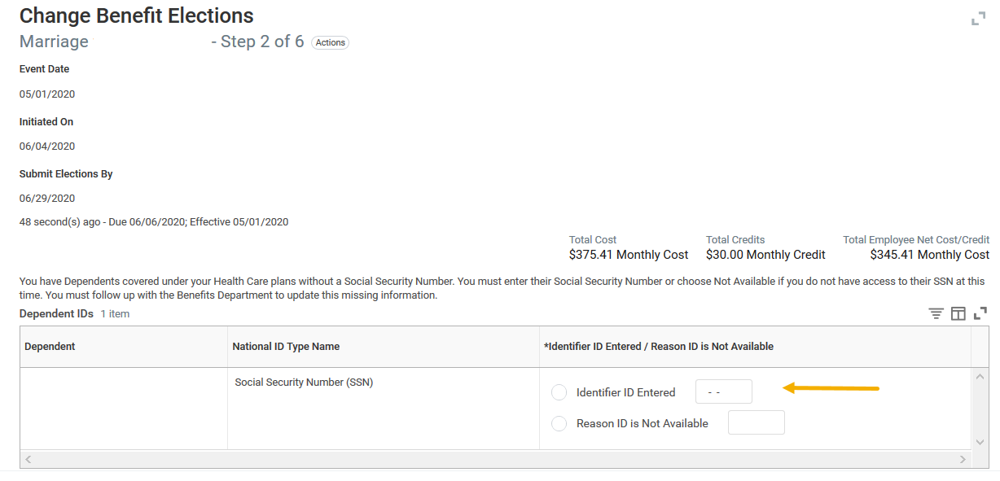 Change Benefit Elections
Marriage - Step 2 of 6 Actions
Event Date
05/01/2020
Initiated On
06/04/2020
Submit Elections By
06/29/2020
48 second(s) ago - Due 06/06/2020; Effective 05/01/2020
Total Cost Total Credits Total Employee Net Cost/Credit
$375.41 Monthly Cost $30.00 Monthly Credit $345.41 Monthly Cost
You have Dependents covered under your Health Care plans without a Social Security Number. You must enter their Social Security Number or choose Not Available if you do not have access to their SSN at this
time. You must follow up with the Benefits Department to update this missing information.
Dependent IDs 1 item
Dependent National ID Type Name *Identifier ID Entered / Reason ID is Not Available
Social Security Number (SSN)
Identifier ID Entered - -
Reason ID is Not Available